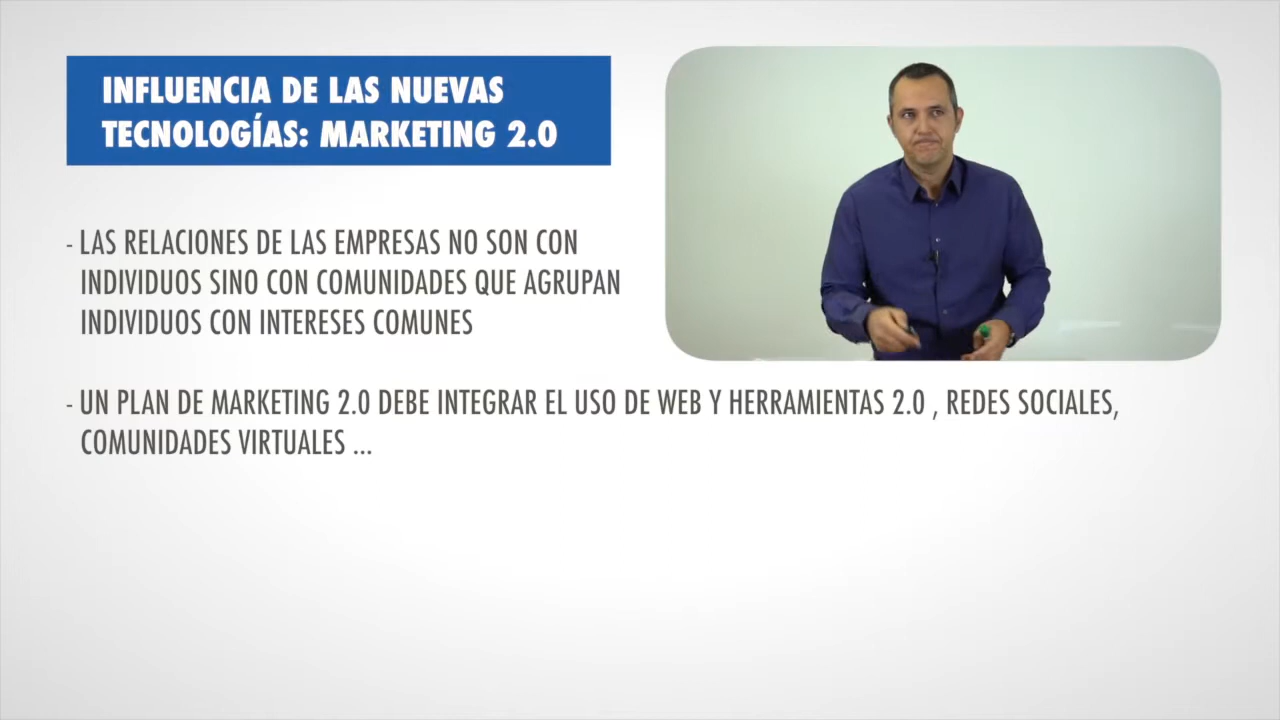 INFLUENCIA DE LAS NUEVAS
TECNOLOGÍAS: MARKETING 2.0
- LAS RELACIONES DE LAS EMPRESAS NO SON CON
INDIVIDUOS SINO CON COMUNIDADES QUE AGRUPAN
INDIVIDUOS CON INTERESES COMUNES
- UN PLAN DE MARKETING 2.0 DEBE INTEGRAR EL USO DE WEB Y HERRAMIENTAS 2.0 , REDES SOCIALES,
COMUNIDADES VIRTUALES ...